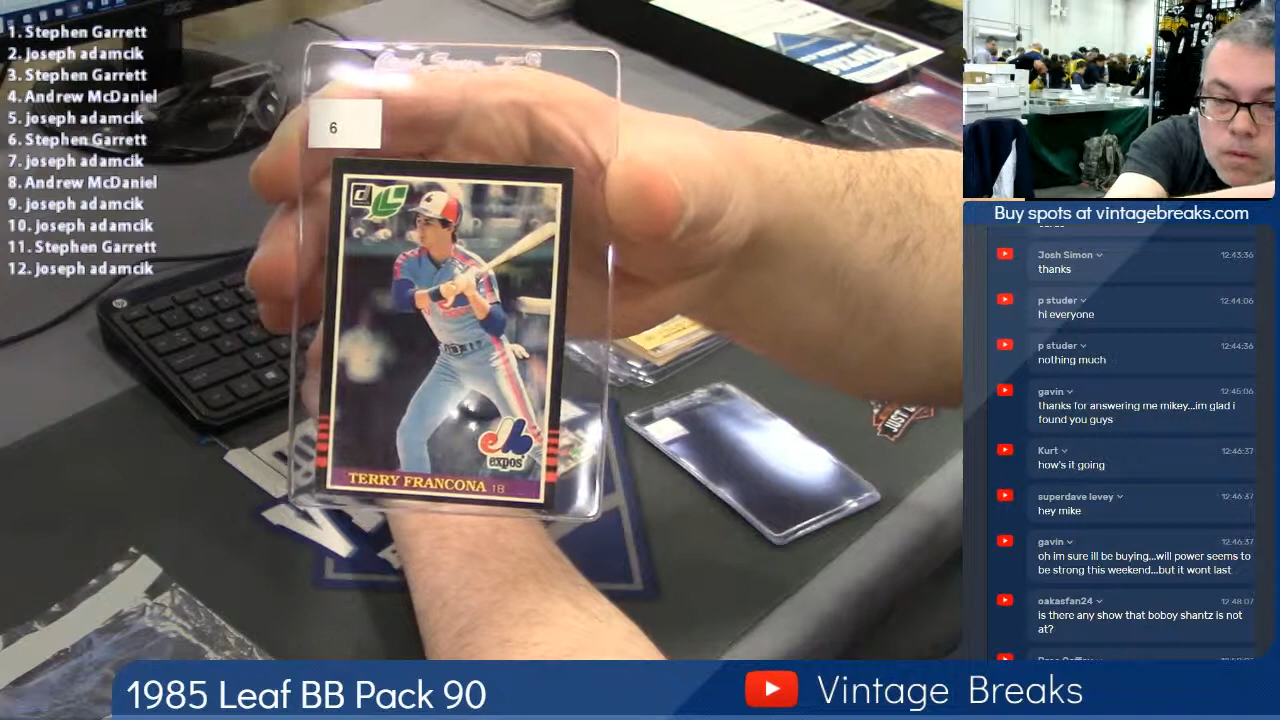 1. Stephen Garrett
2. joseph adamcik
3. Stephen Garrett
4. Andrew McDaniel
5. joseph adamcik
6. Stephen Garrett
7. joseph adamcik
8. Andrew McDaniel
9. joseph adamcik
10. joseph adamcik
11. Stephen Garrett
12. joseph adamcik
6
expos
TERRY FRANCONA 1B
JUST
Buy spots at vintagebreaks.com
Josh Simon 12:43:36
thanks
p studer 12:44:06
hi everyone
p studer 12:44:36
nothing much
gavin 12:45:06
thanks for answering me mikey...im glad i
found you guys
Kurt 12:46:37
how's it going
superdave levey 12:46:37
hey mike
gavin 12:46:37
oh im sure ill be buying...will power seems to
be strong this weekend...but it wont last
oakasfan24 12:48:07
is there any show that boboy shantz is not
at?
1985 Leaf BB Pack 90
Vintage Breaks